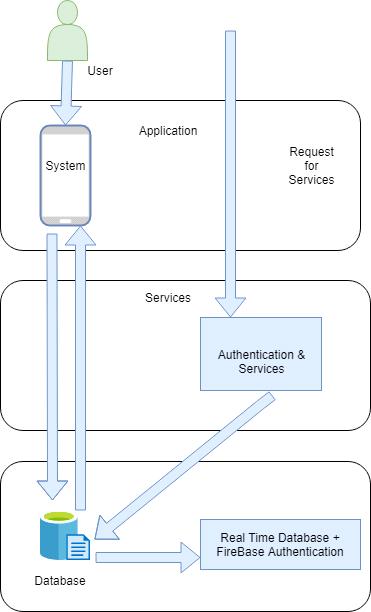 User
Application
System
Request
for
Services
Services
Authentication &
Services
Real Time Database +
FireBase Authentication
Database